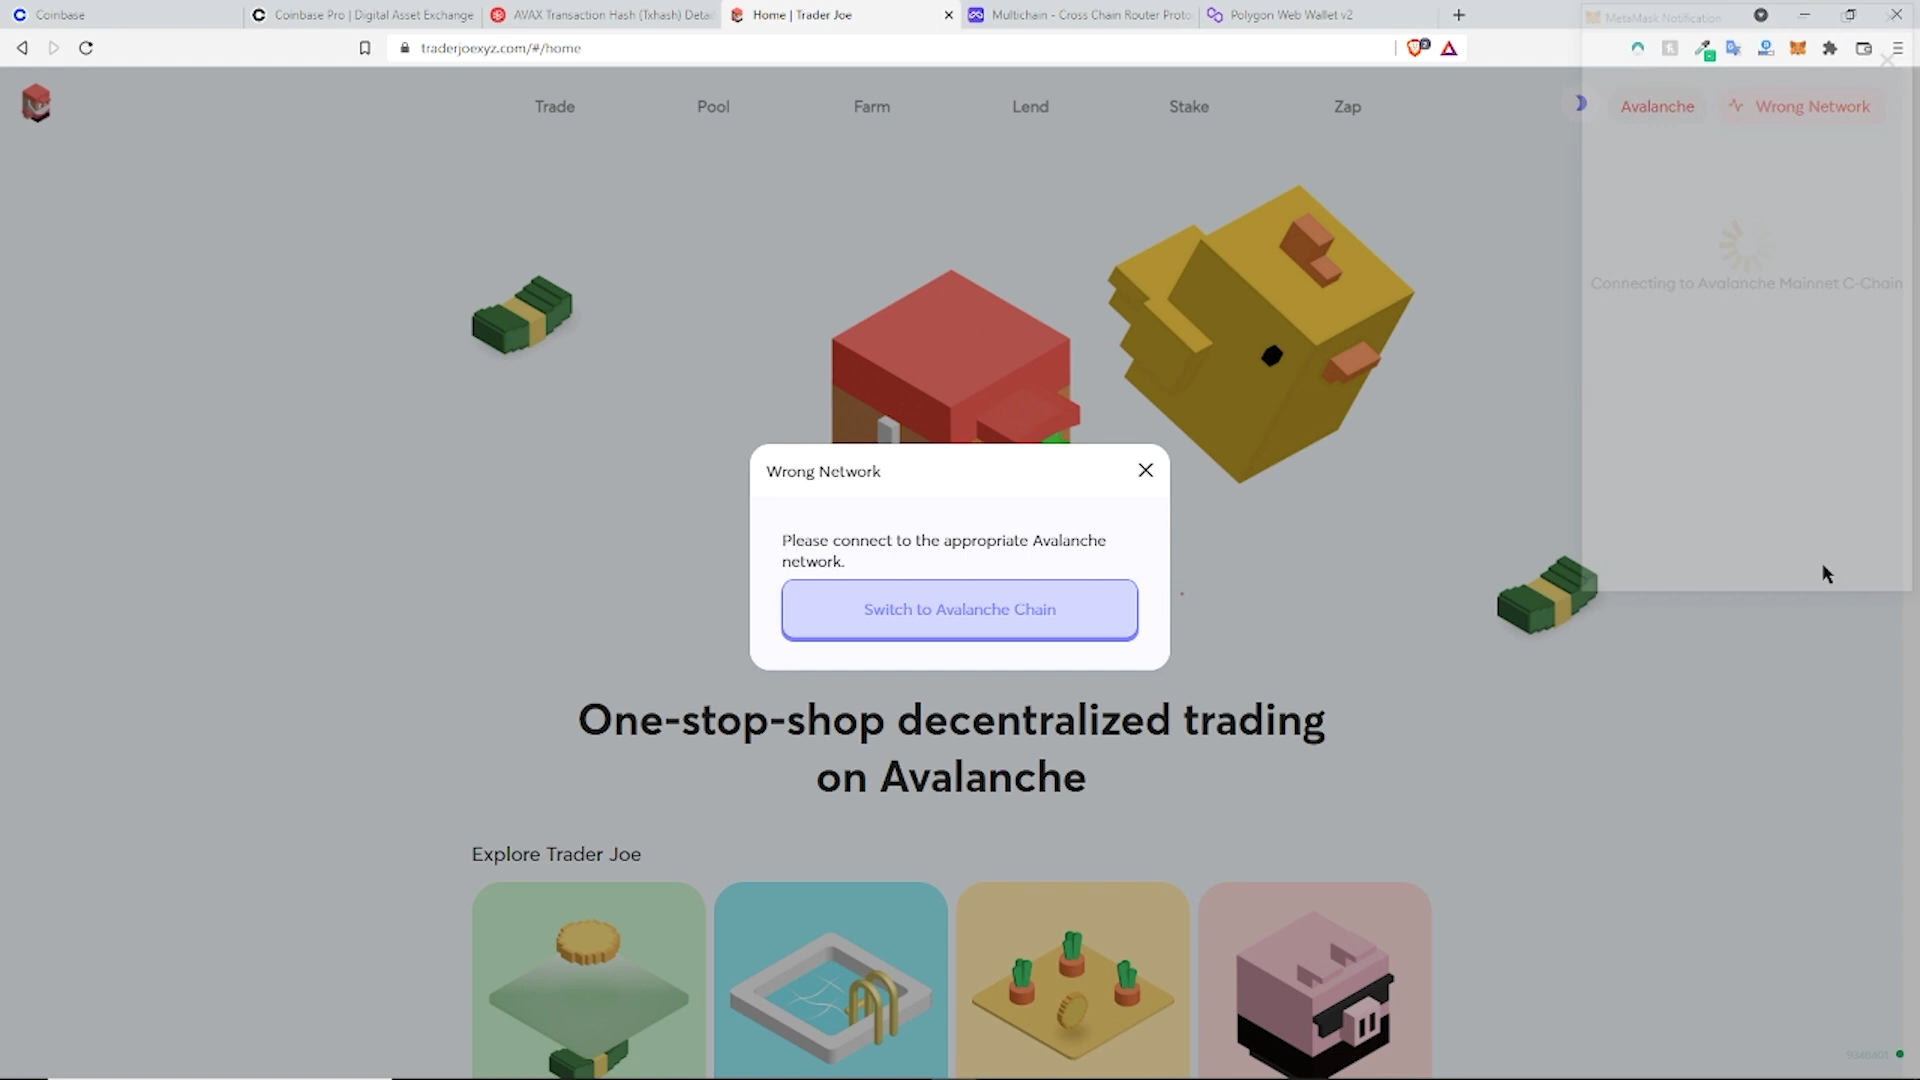 Coinbase
Coinbase Pro | Digital Asset Exchange
AVAX Transaction Hash (Txhash) Detai
Home | Trader Joe
Multichain - Cross Chain Router Proto
Polygon Web Wallet v2
MetaMask Notification
traderjoexyz.com/#/home
Trade
Pool
Farm
Lend
Stake
Zap
Avalanche
Wrong Network
Connecting to Avalanche Mainnet C-Chain
Wrong Network
Please connect to the appropriate Avalanche
network.
Switch to Avalanche Chain
One-stop-shop decentralized trading
on Avalanche
Explore Trader Joe